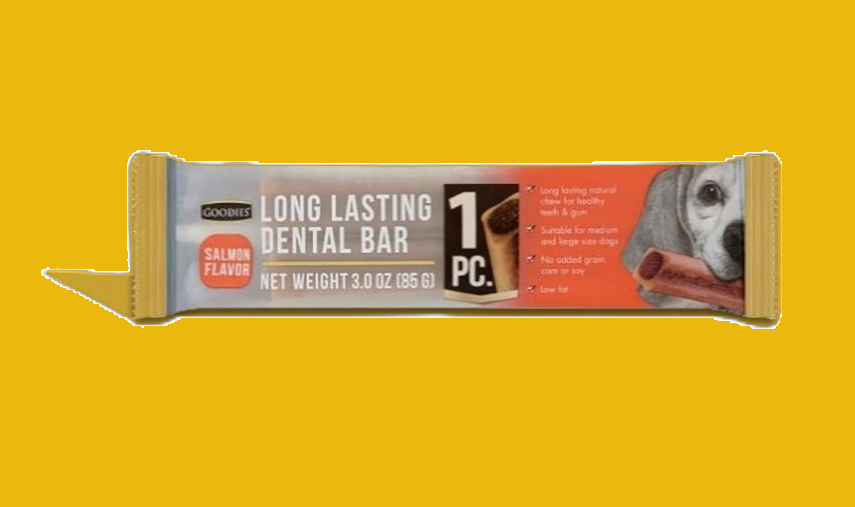 GOODIES
SALMON
FLAVOR
LONG LASTING
DENTAL BAR
NET WEIGHT 3.0 OZ (85 G)
1
PC.
Long lasting natural
chew for healthy
teeth & gum
Suitable for medium
and large size dogs
No added grain,
corn or soy
Low fat